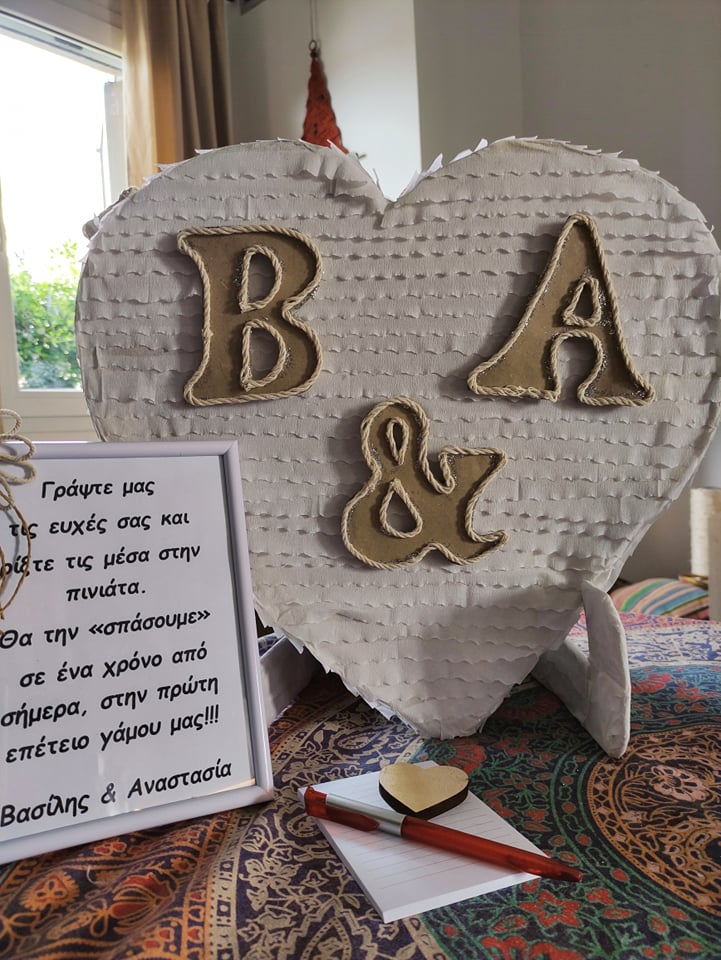 Β Α
&
Γράψτε μας
τις ευχές σας και
ρίξτε τις μέσα στην
πινιάτα.
Θα την «σπάσουμε»
σε ένα χρόνο από
σήμερα, στην πρώτη
επέτειο γάμου μας!!!
Βασίλης & Αναστασία